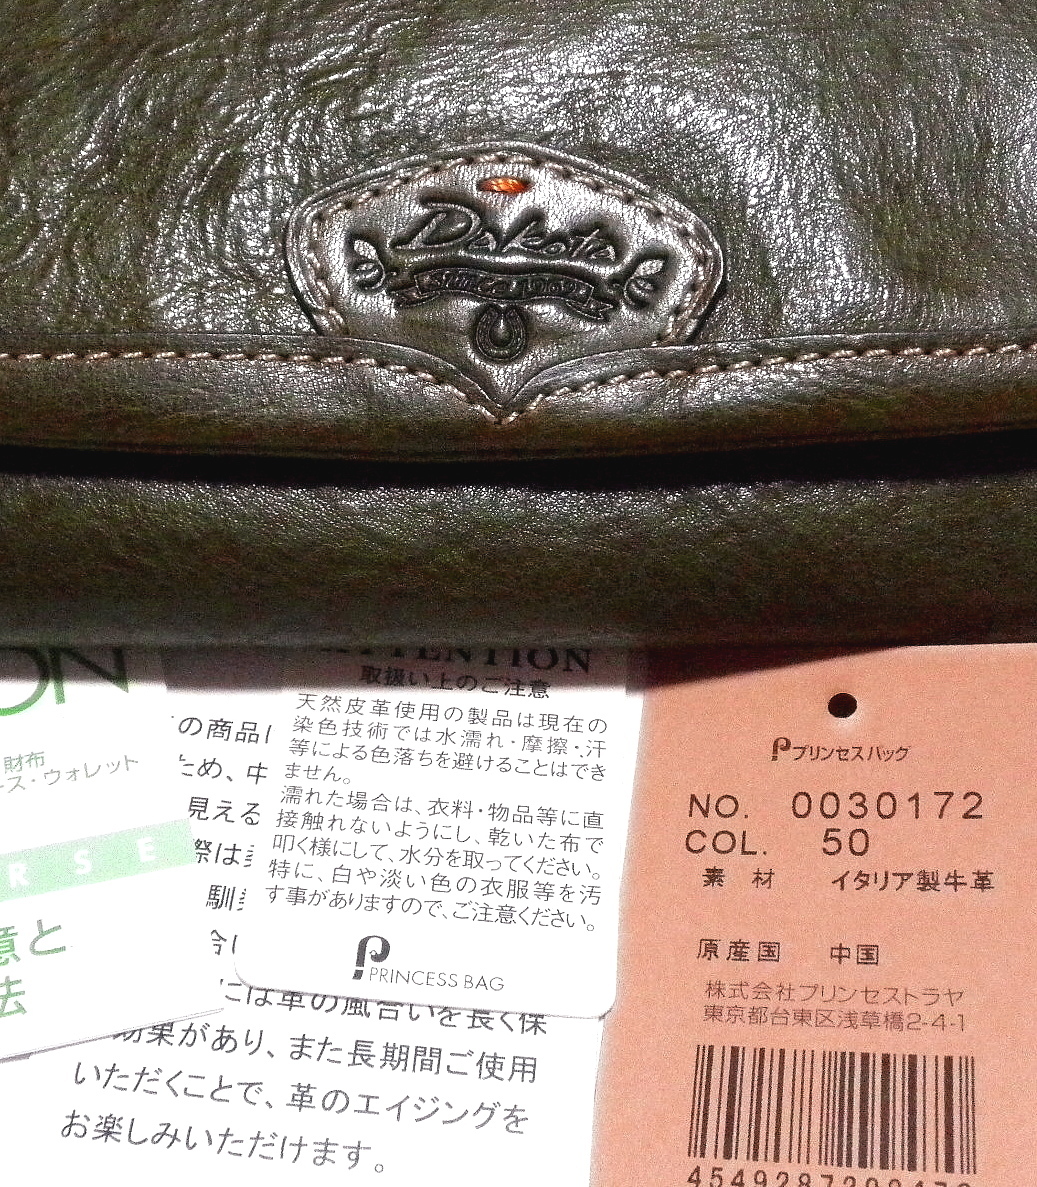 Dakota
Since 1962
ATTENTION
取扱い上のご注意
天然皮革使用の製品は現在の
染色技術では水濡れ・摩擦・汗
等による色落ちを避けることはでき
ません。
濡れた場合は、衣料・物品等に直
接触れないようにし、乾いた布で
叩く様にして、水分を取ってください。
特に、白や淡い色の衣服等を汚
す事がありますので、ご注意ください。
PRINCESS BAG
ON
財布
ス・ウォレット
RSE
意と
法
の商品
ため、中
見える
際は
馴
合
には革の風合いを長く保
効果があり、また長期間ご使用
いただくことで、革のエイジングを
お楽しみいただけます。
プリンセスバッグ
NO. 0030172
COL. 50
素材 イタリア製牛革
原産国 中国
株式会社プリンセストラヤ
東京都台東区浅草橋2-4-1